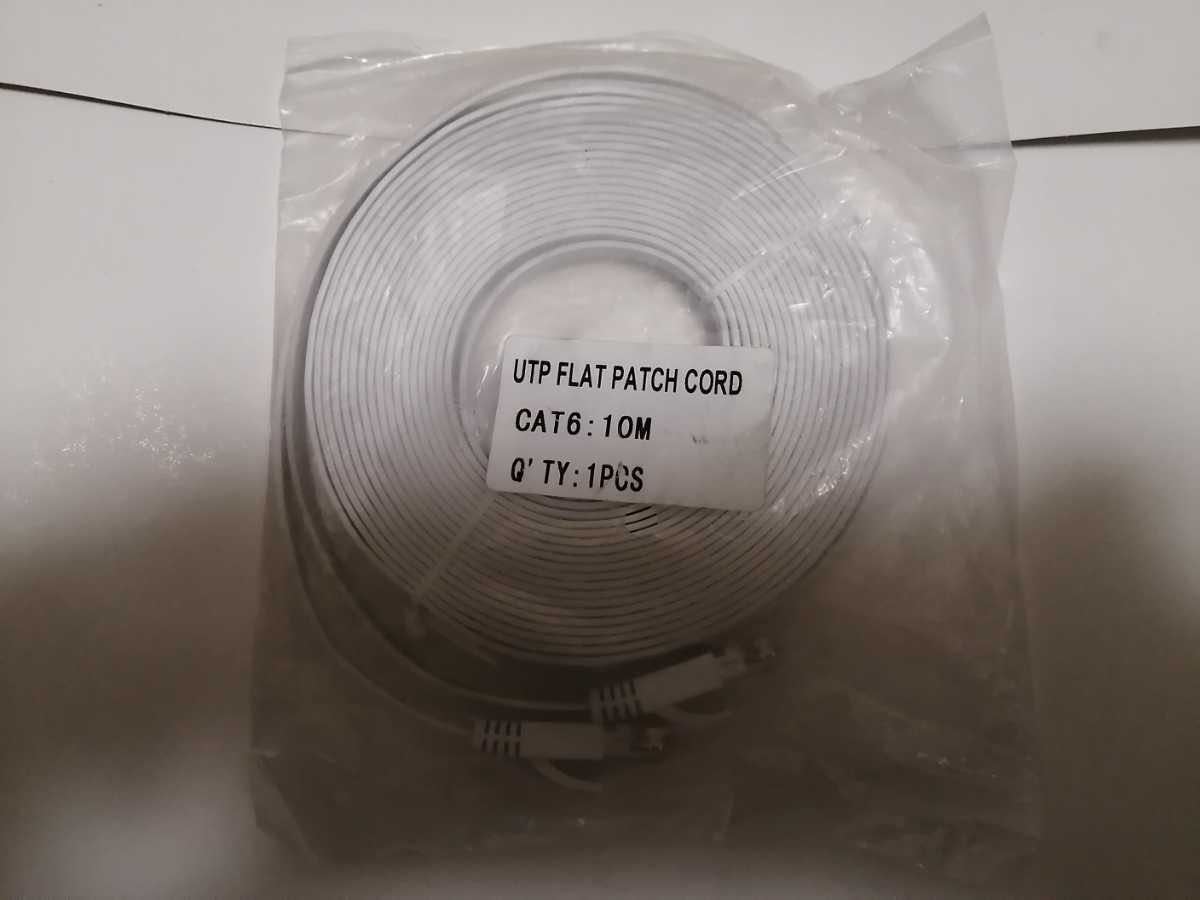 UTP FLAT PATCH CORD
CAT6:10M
Q'TY:1PCS